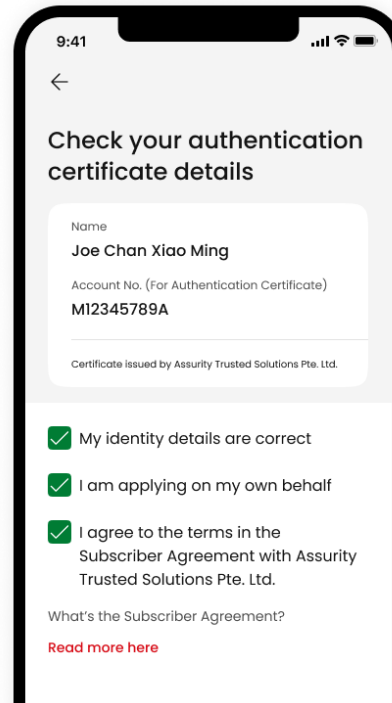 9:41
Check your authentication
certificate details
Name
Joe Chan Xiao Ming
Account No. (For Authentication Certificate)
M12345789A
Certificate issued by Assurity Trusted Solutions Pte. Ltd.
My identity details are correct
I am applying on my own behalf
I agree to the terms in the
Subscriber Agreement with Assurity
Trusted Solutions Pte. Ltd.
What's the Subscriber Agreement?
Read more here